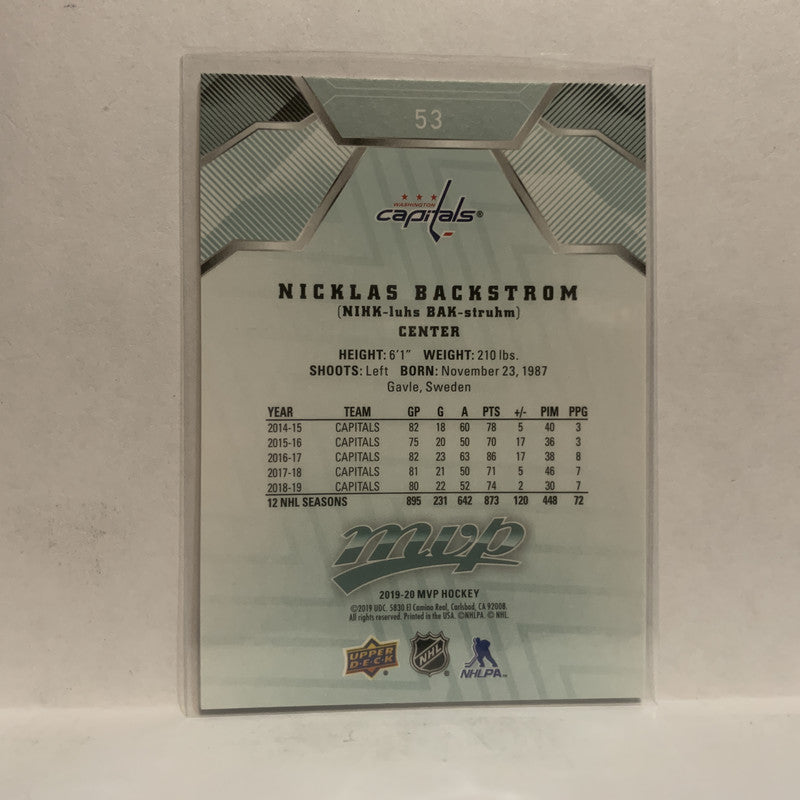 53
WASHINGTON
capitals®
NICKLAS BACKSTROM
(NIHK-luhs BAK-struhm)
CENTER
HEIGHT: 6'1" WEIGHT: 210 lbs.
SHOOTS: Left BORN: November 23, 1987
Gavle, Sweden
YEAR TEAM GP G A PTS +/- PIM PPG
2014-15 CAPITALS 82 18 60 78 5 40 3
2015-16 CAPITALS 75 20 50 70 17 36 3
2016-17 CAPITALS 82 23 63 86 17 38 8
2017-18 CAPITALS 81 21 50 71 5 46 7
2018-19 CAPITALS 80 22 52 74 2 30 7
12 NHL SEASONS 895 231 642 873 120 448 72
mvp
2019-20 MVP HOCKEY
©2019 UDC. 5830 El Camino Real, Carlsbad, CA 92008.
All rights reserved. Printed in the USA. ©NHLPA. © NHL.
UPPER DECK® NHL® NHLPA™